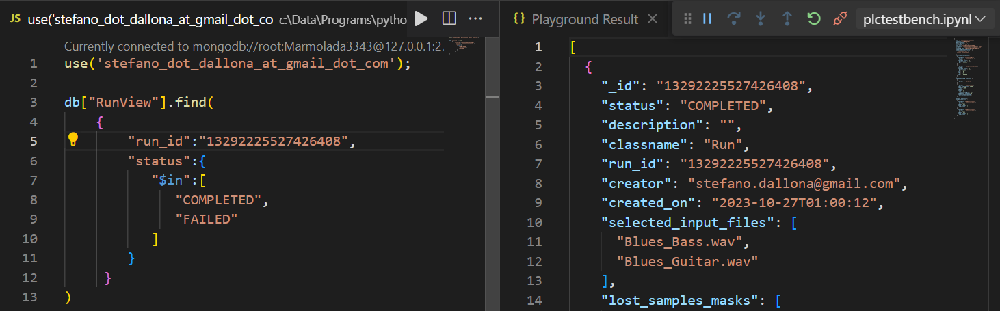 JS use('stefano_dot_dallona_at_gmail_dot_co c:\Data\Programs\pytho
Currently connected to mongodb://root:Marmolada3343@127.0.0.1:27
1 use('stefano_dot_dallona_at_gmail_dot_com');
2
3 db["RunView"].find(
4 {
5 "run_id":"13292225527426408",
6 "status":{
7 "$in":[
8 "COMPLETED",
9 "FAILED"
10 ]
11 }
12 }
13 )
{} Playground Result
plctestbench.ipynl
1 [
2 {
3 "_id": "13292225527426408",
4 "status": "COMPLETED",
5 "description": "",
6 "classname": "Run",
7 "run_id": "13292225527426408",
8 "creator": "stefano.dallona@gmail.com",
9 "created_on": "2023-10-27T01:00:12",
10 "selected_input_files": [
11 "Blues_Bass.wav",
12 "Blues_Guitar.wav"
13 ],
14 "lost_samples_masks": [